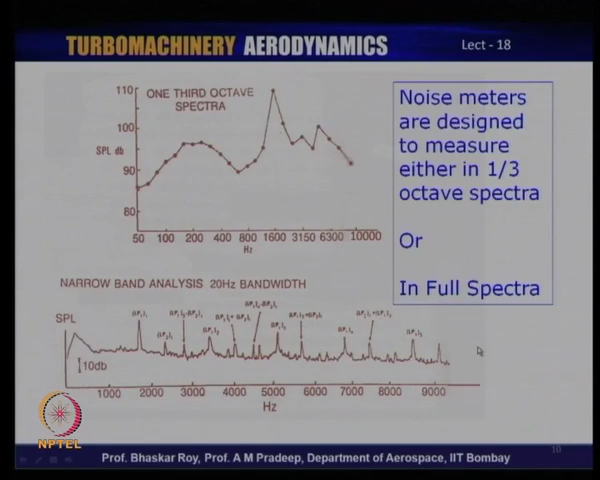 TURBOMACHINERY AERODYNAMICS
Lect - 18
ONE THIRD OCTAVE
SPECTRA
110
100
SPL db
90
80
50 100 200 400 800 1600 3150 6300 10000
Hz
Noise meters
are designed
to measure
either in 1/3
octave spectra
Or
In Full Spectra
NARROW BAND ANALYSIS 20Hz BANDWIDTH
SPL
10db
1000 2000 3000 4000 5000 6000 7000 8000 9000
Hz
NPTEL
Prof. Bhaskar Roy, Prof. A M Pradeep, Department of Aerospace, IIT Bombay
10